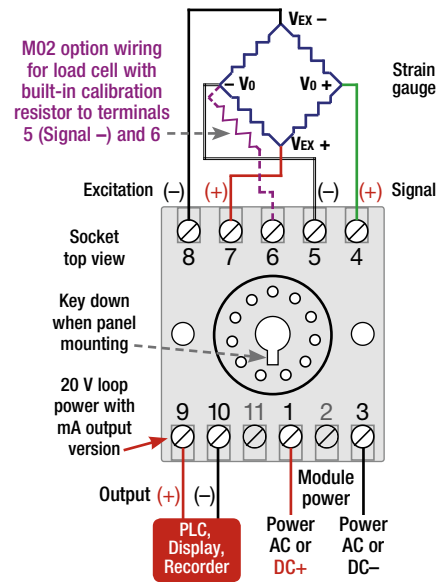 M02 option wiring
for load cell with
built-in calibration
resistor to terminals
5 (Signal –) and 6
VEX –
– VO
VO +
VEX +
Strain
gauge
Excitation (–) (+) (–) (+) Signal
8 7 6 5 4
Socket
top view
Key down
when panel
mounting
20 V loop
power with
mA output
version
9 10 11 1 2 3
Output (+) (–)
Module
power
PLC,
Display,
Recorder
Power
AC or
DC+
Power
AC or
DC–